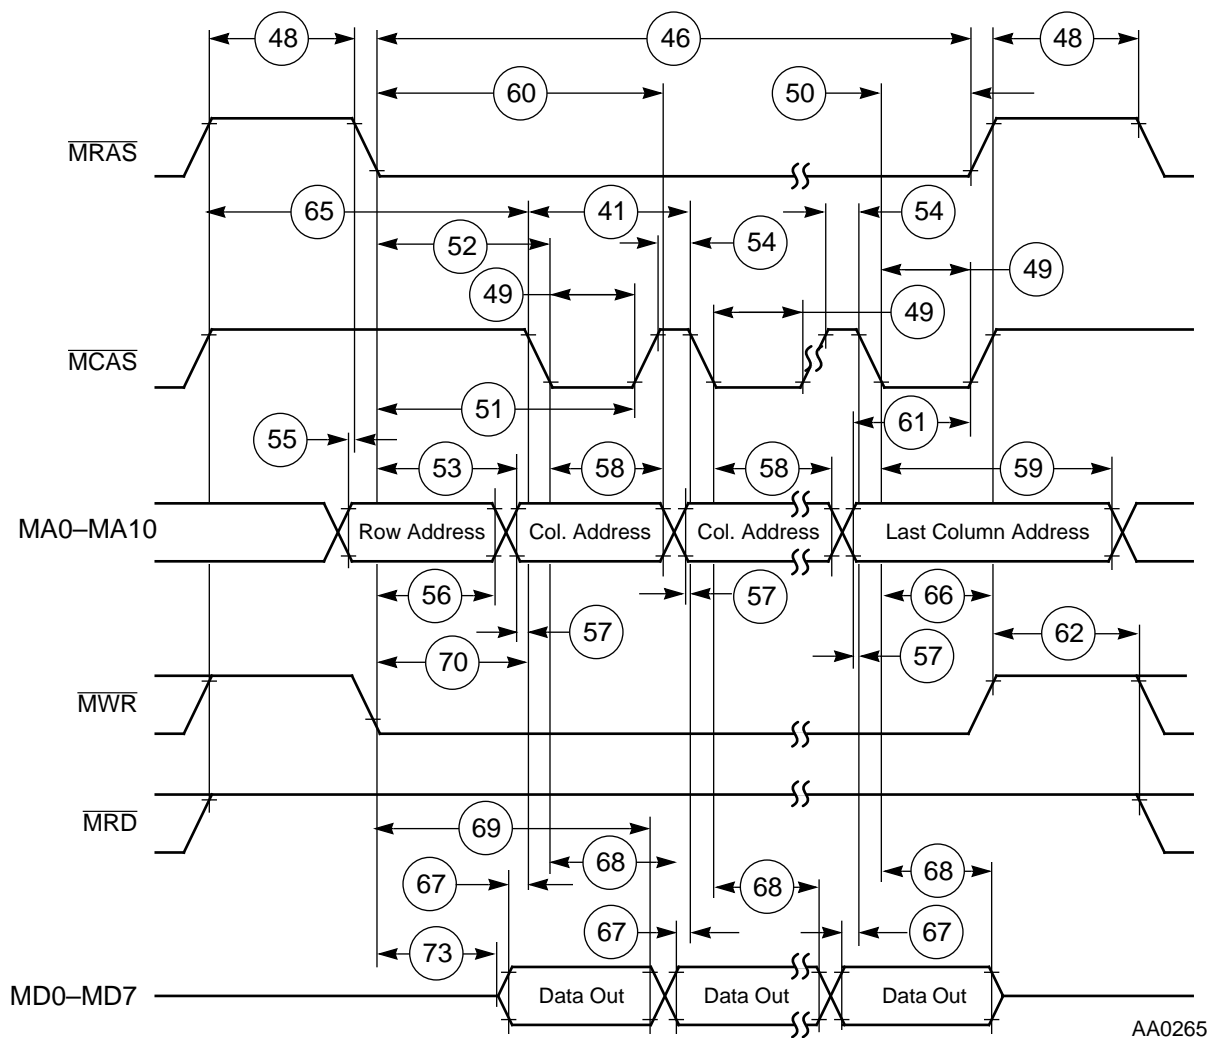 48
46
48
60
50
MRAS
65
41
54
52
54
49
49
49
MCAS
51
61
55
53
58
58
59
MA0–MA10
Row Address
Col. Address
Col. Address
Last Column Address
56
57
66
57
62
70
57
MWR
MRD
69
67
68
68
68
67
67
73
MD0–MD7
Data Out
Data Out
Data Out
AA0265